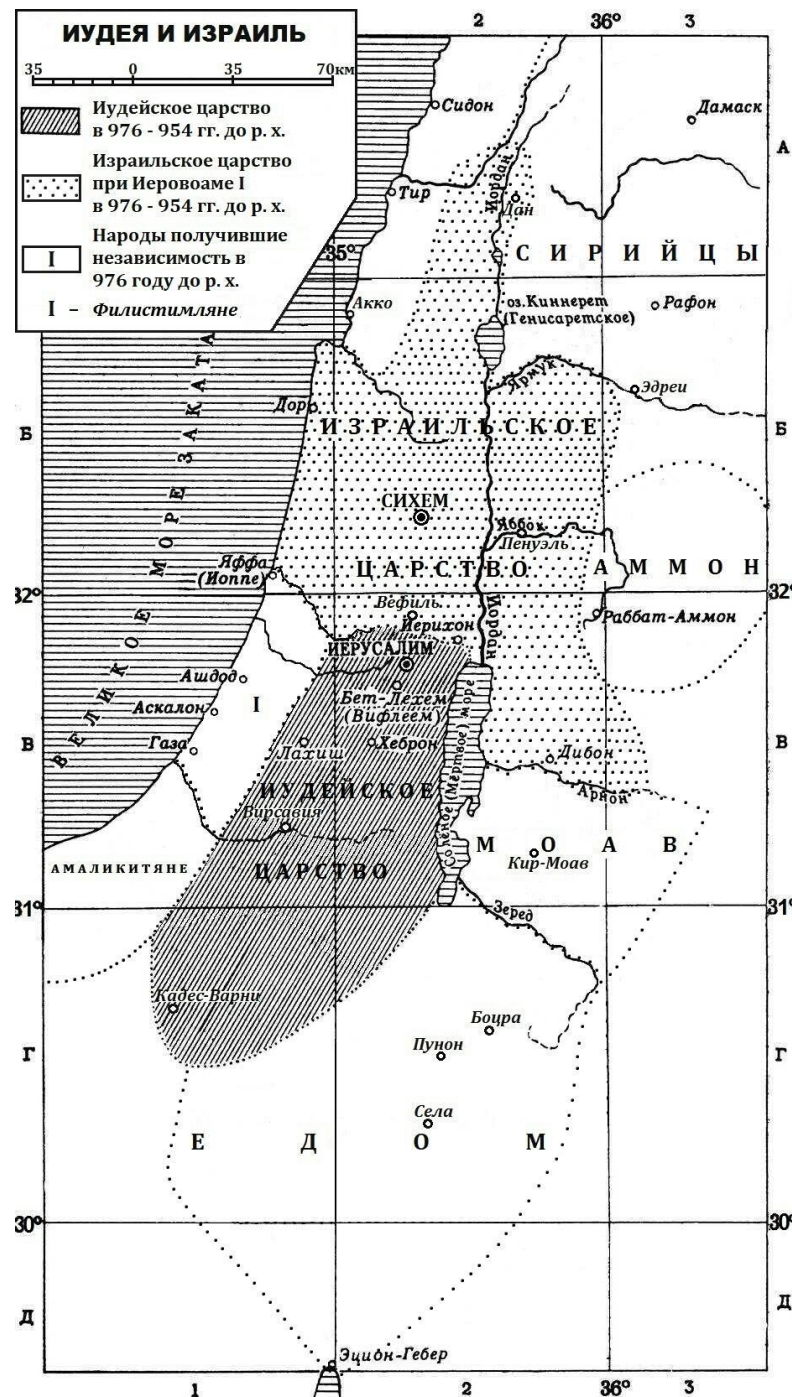 ИУДЕЯ И ИЗРАИЛЬ
35 0 35 70км
Иудейское царство
в 976 - 954 гг. до р. х.
Израильское царство
при Иеровоаме I
в 976 - 954 гг. до р. х.
I
Народы получившие
независимость в
976 году до р. х.
I – Филистимляне
2 36° 3
Сидон
Дамаск
А
Тир
Иордан
Дан
35°
СИРИЙЦЫ
Акко
оз. Киннерет
(Генисаретское)
Рафон
ВЕЛИКОЕ МОРЕ ЗАКАТА
Ярмук
Эдреи
Дор
Б
ИЗРАИЛЬСКОЕ
Б
СИХЕМ
Яббок
Пенуэль
Яффа
(Иоппе)
ЦАРСТВО
АММОН
32°
32°
Вефиль
Иерихон
Иордан
Раббат-Аммон
ИЕРУСАЛИМ
Ашдод
I
Бет-Лехем
(Вифлеем)
Аскалон
Газа
Лахиш
Хеброн
Соленое (Мертвое) море
Дибон
В
В
ИУДЕЙСКОЕ
Арнон
Вирсавия
МОАВ
Кир-Моав
АМАЛИКИТЯНЕ
ЦАРСТВО
31°
31°
Зеред
Кадес-Варни
Боцра
Г
Пунон
Г
Села
ЕДОМ
30°
30°
Д
Д
Эцион-Гебер
1 2 36° 3